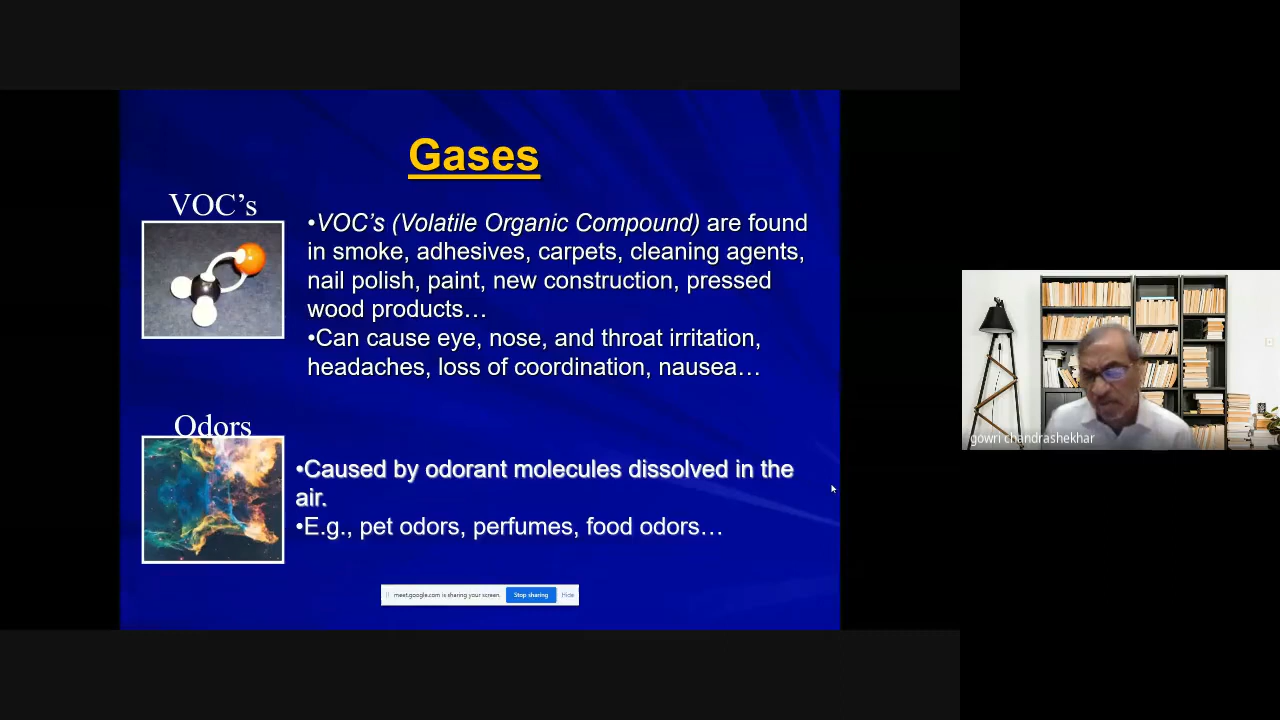 Gases
VOC's
•VOC's (Volatile Organic Compound) are found
in smoke, adhesives, carpets, cleaning agents,
nail polish, paint, new construction, pressed
wood products…
•Can cause eye, nose, and throat irritation,
headaches, loss of coordination, nausea…
Odors
•Caused by odorant molecules dissolved in the
air.
•E.g., pet odors, perfumes, food odors…
meet.google.com is sharing your screen.
Stop sharing
Hide
gowri chandrashekhar